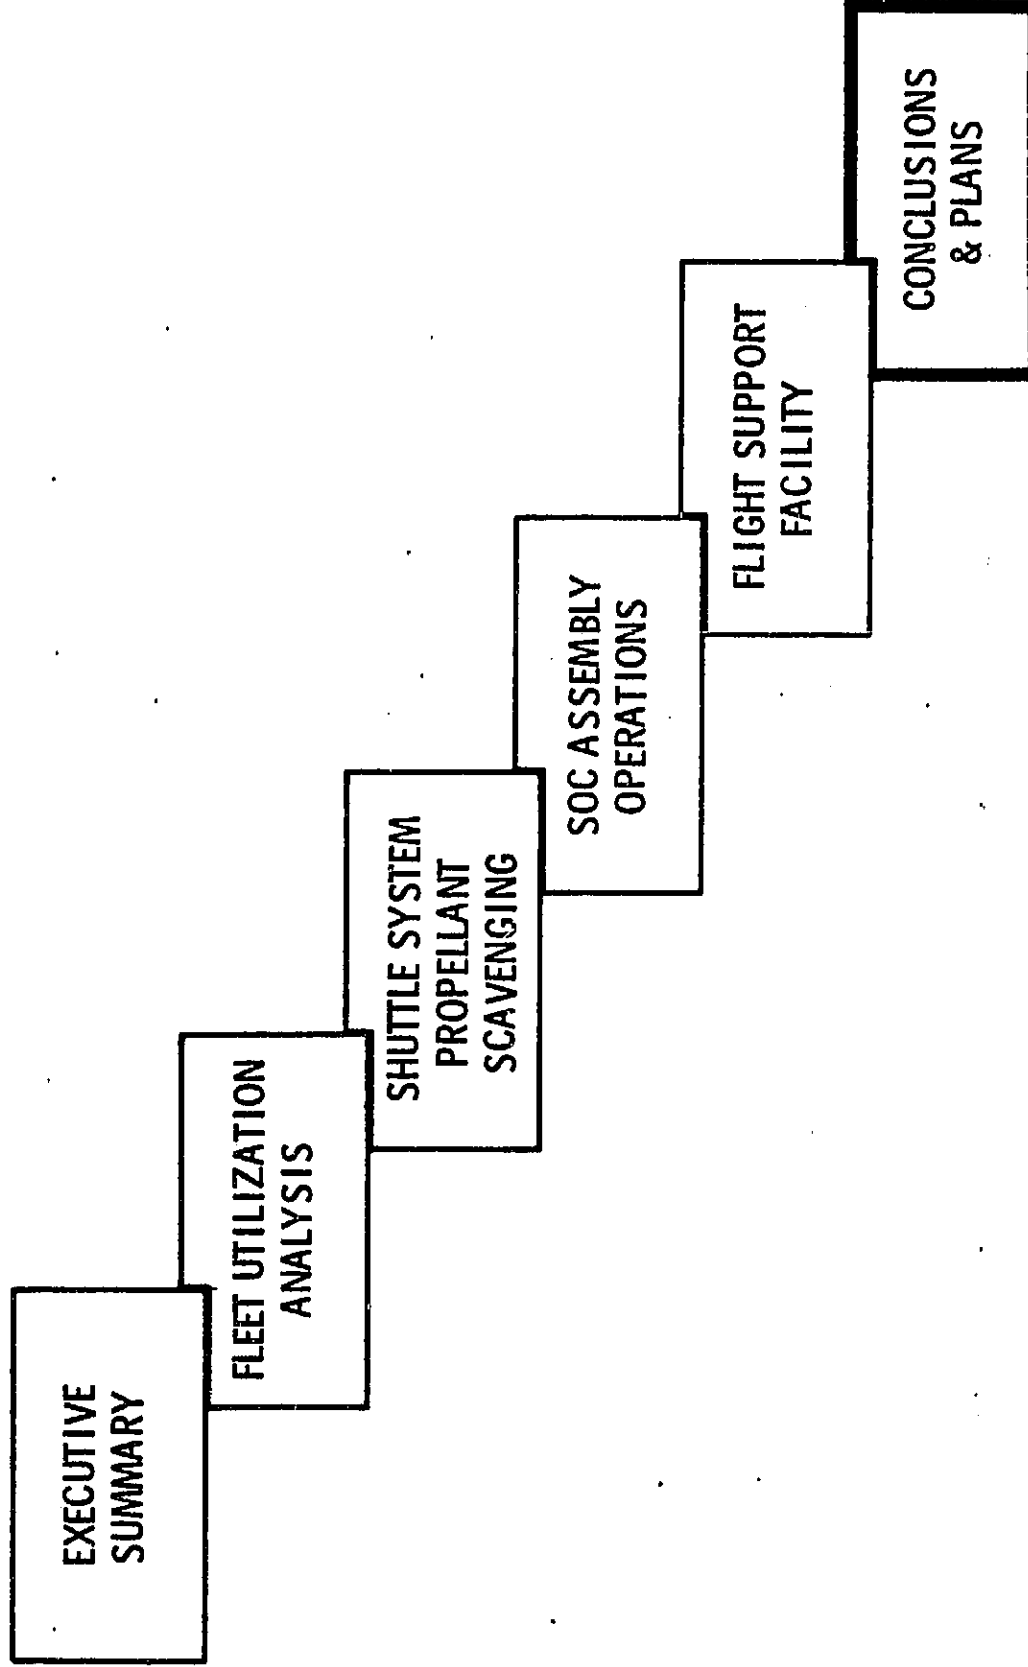 EXECUTIVE
SUMMARY
FLEET UTILIZATION
ANALYSIS
SHUTTLE SYSTEM
PROPELLANT
SCAVENGING
SOC ASSEMBLY
OPERATIONS
FLIGHT SUPPORT
FACILITY
CONCLUSIONS
& PLANS